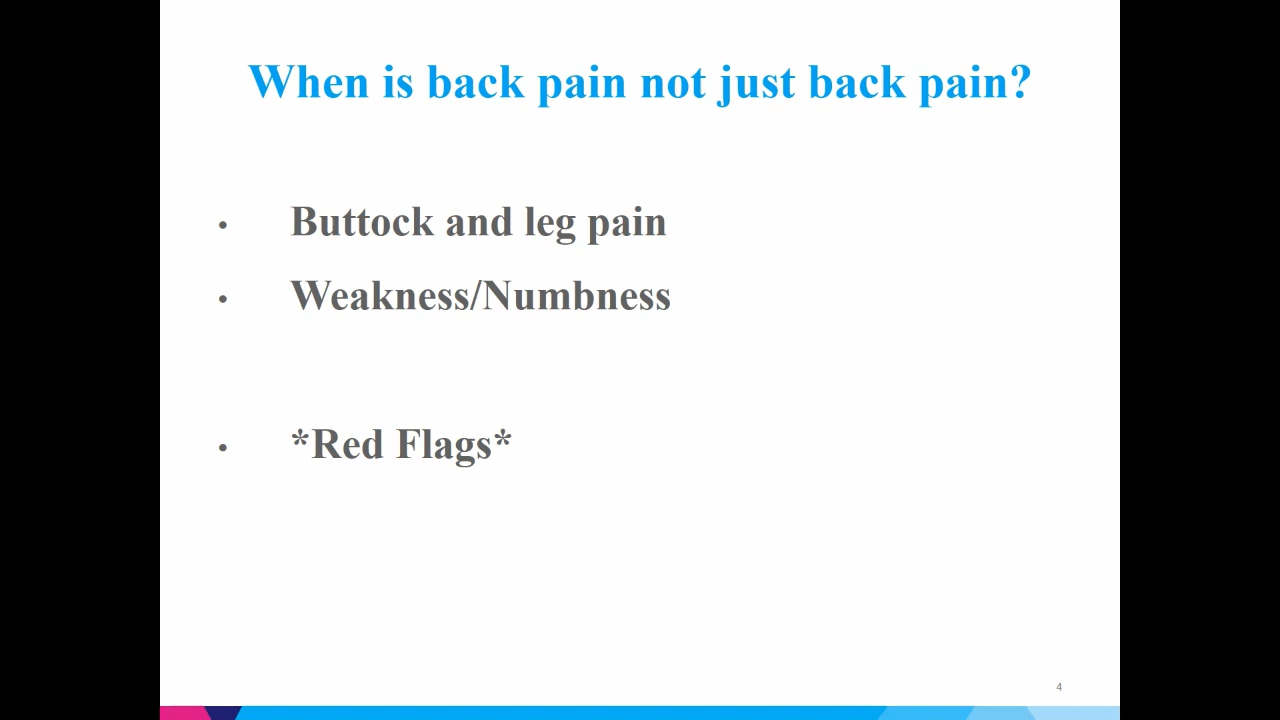 When is back pain not just back pain?
• Buttock and leg pain
• Weakness/Numbness
• *Red Flags*
4